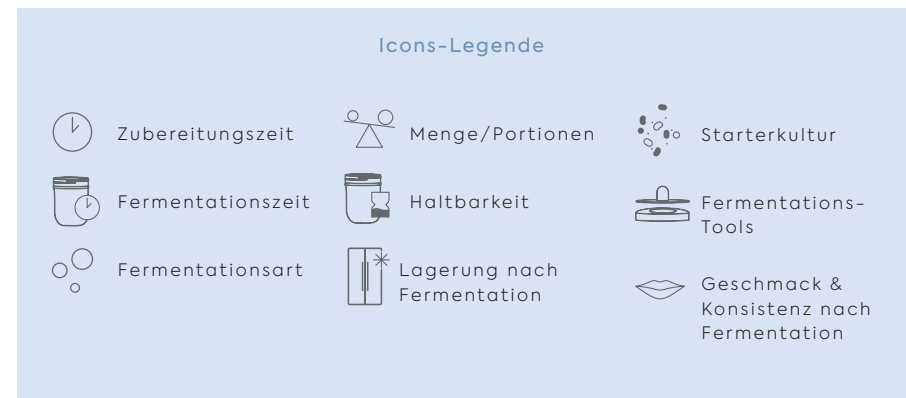 Icons-Legende
Zubereitungszeit
Fermentationszeit
Fermentationsart
Menge/Portionen
Haltbarkeit
Lagerung nach
Fermentation
Starterkultur
Fermentations-
Tools
Geschmack &
Konsistenz nach
Fermentation